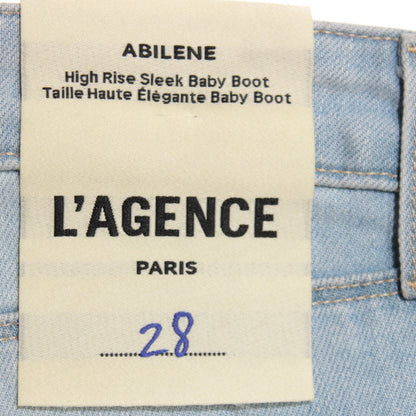 ABILENE
High Rise Sleek Baby Boot
Taille Haute Élégante Baby Boot
L'AGENCE
PARIS
28